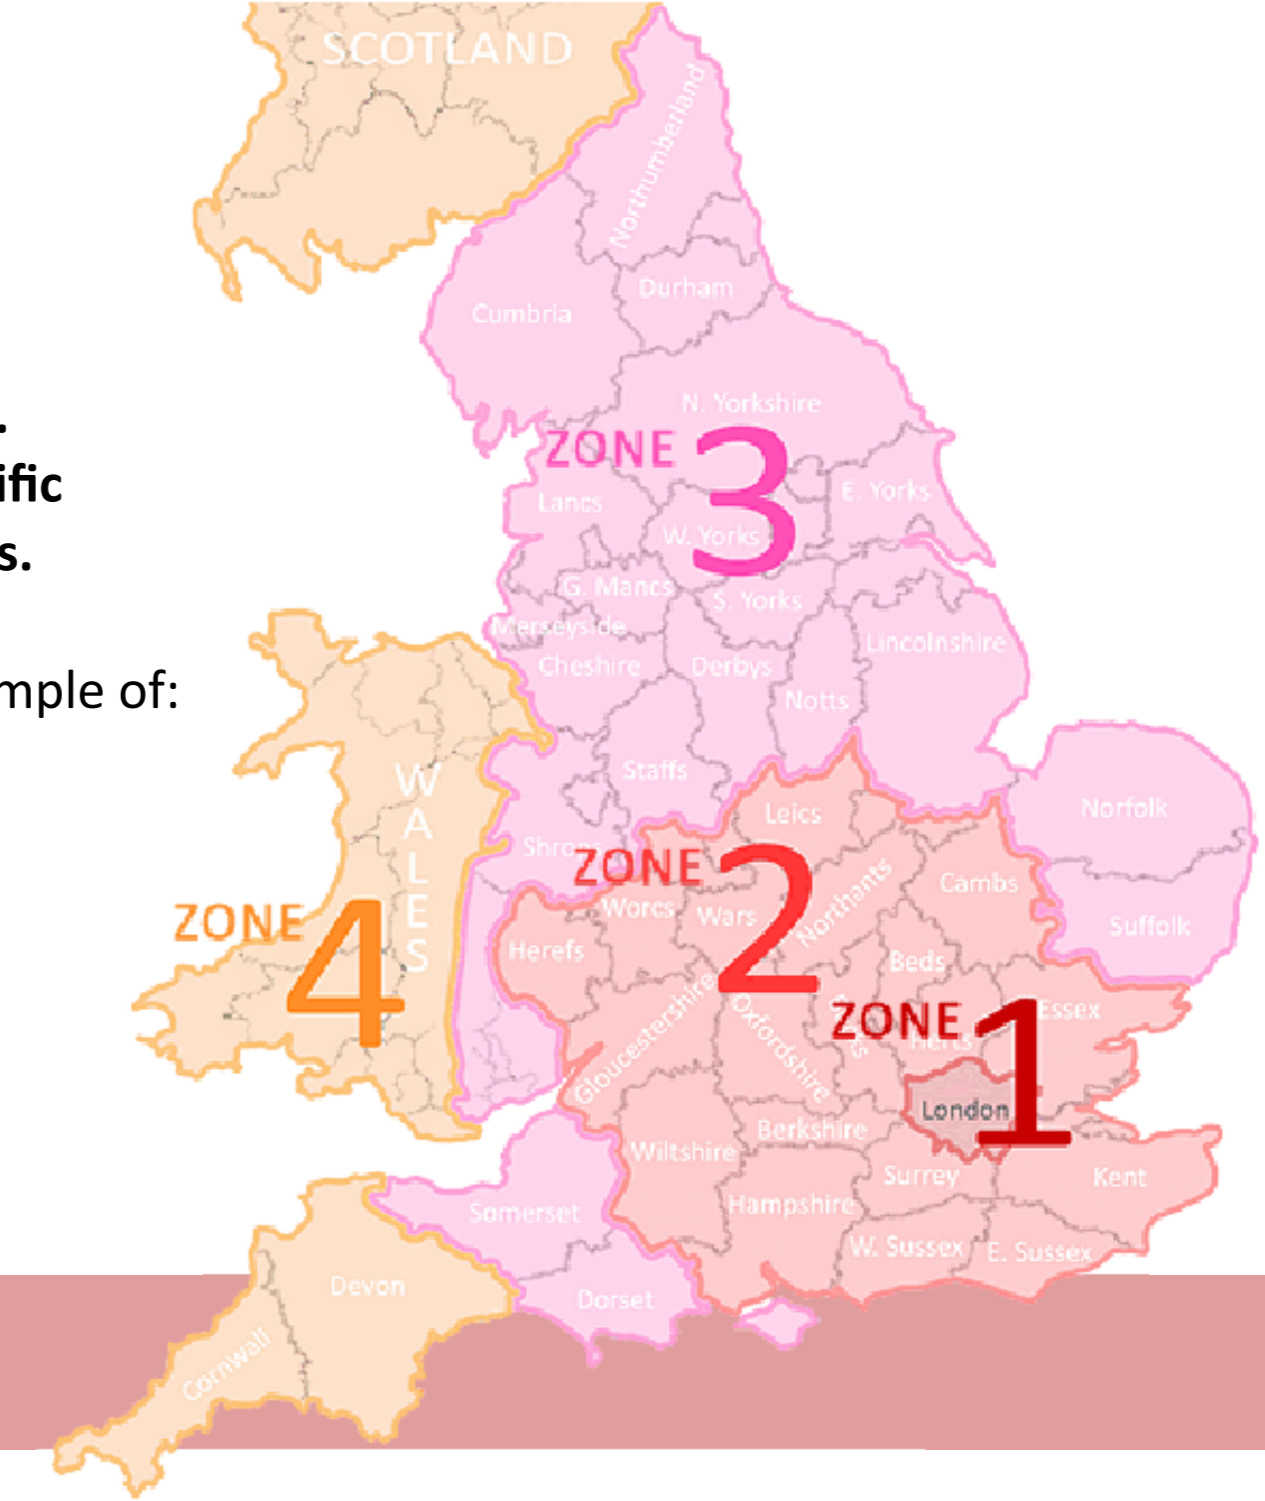 SCOTLAND
Northumberland
Durham
Cumbria
N. Yorkshire
.
ific
ZONE 3
E. Yorks
Lancs
W. Yorks
s.
G. Mancs
S. Yorks
Merseyside
Lincolnshire
Cheshire
Derbys
mple of:
Notts
Staffs
WALES
Norfolk
Leics
Shrops
ZONE 2
Cambs
Northants
Worcs
Wars
ZONE 4
Suffolk
Herefs
Beds
Essex
ZONE 1
Gloucestershire
Oxfordshire
Herts
London
Berkshire
Wiltshire
Surrey
Kent
Hampshire
Somerset
W. Sussex
E. Sussex
Devon
Dorset
Cornwall